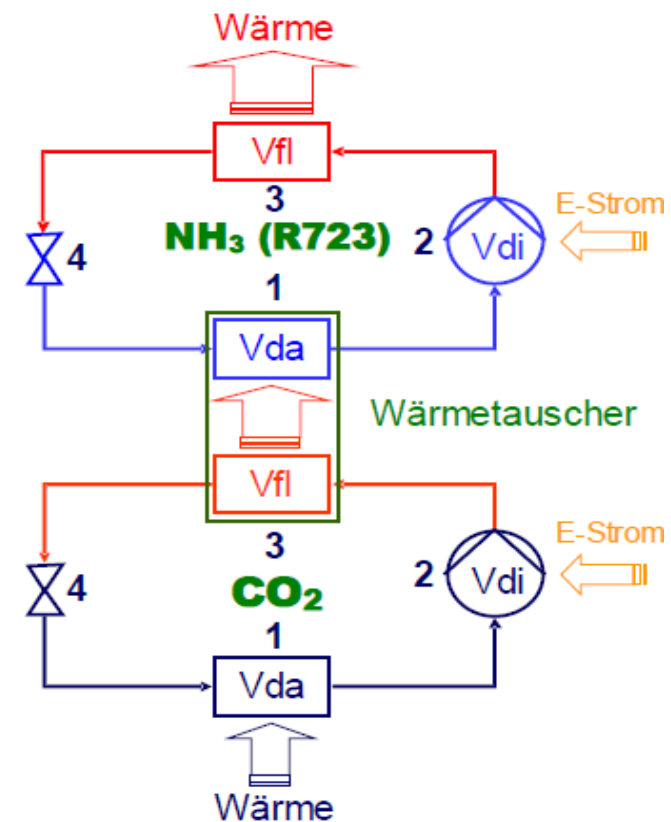 Wärme
Vfl
3
NH₃ (R723)
4
2
Vdi
E-Strom
1
Vda
Wärmetauscher
Vfl
3
CO₂
4
2
Vdi
E-Strom
1
Vda
Wärme